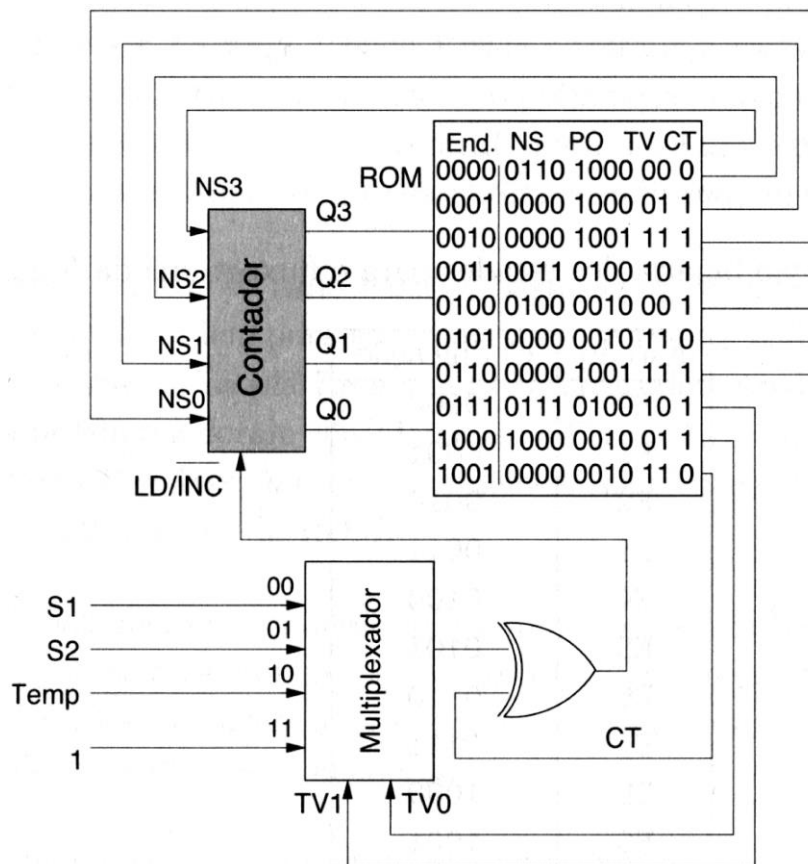 End. NS PO TV CT
ROM
0000 0110 1000 00 0
0001 0000 1000 01 1
0010 0000 1001 11 1
0011 0011 0100 10 1
0100 0100 0010 00 1
0101 0000 0010 11 0
0110 0000 1001 11 1
0111 0111 0100 10 1
1000 1000 0010 01 1
1001 0000 0010 11 0
NS3
NS2
NS1
NS0
Contador
Q3
Q2
Q1
Q0
LD/I̅N̅C̅
S1
S2
Temp
1
00
01
10
11
Multiplexador
TV1
TV0
CT